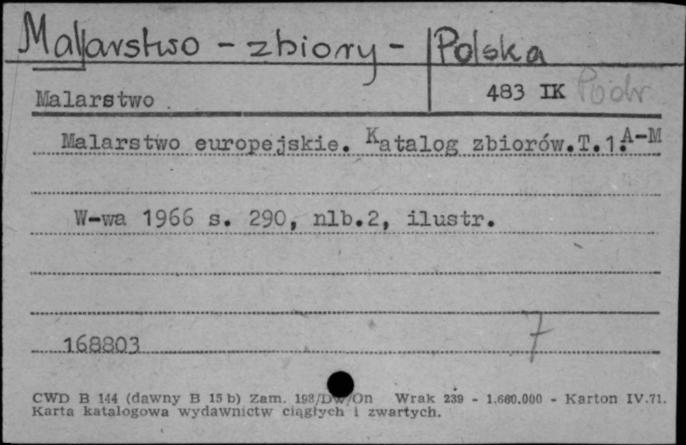 Malarstwo - zbiory - Polska
Malarstwo 483 IK Podr
Malarstwo europejskie. Katalog zbiorów.T.1.A-M
W-wa 1966 s. 290, nlb.2, ilustr.
7
168803
CWD B 144 (dawny B 15 b) Zam. 198/DW/On Wrak 239 - 1.660.000 - Karton IV.71.
Karta katalogowa wydawnictw ciągłych i zwartych.